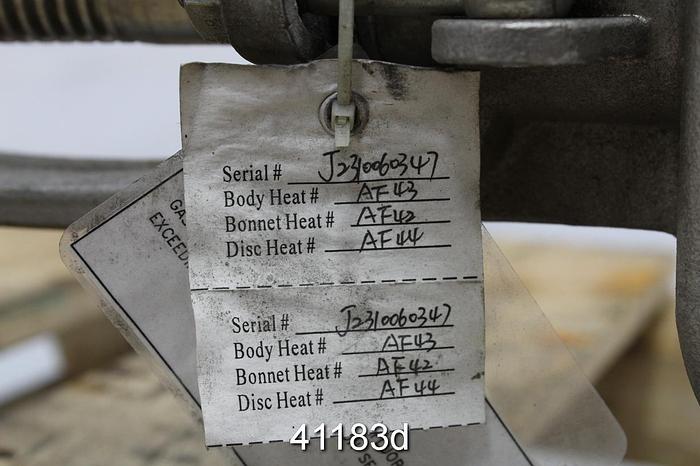 Serial # J2310060347
Body Heat # AF43
Bonnet Heat # AF42
Disc Heat # AF44
Serial # J2310060347
Body Heat # AF43
Bonnet Heat # AF42
Disc Heat # AF44
EXCEED
41183d